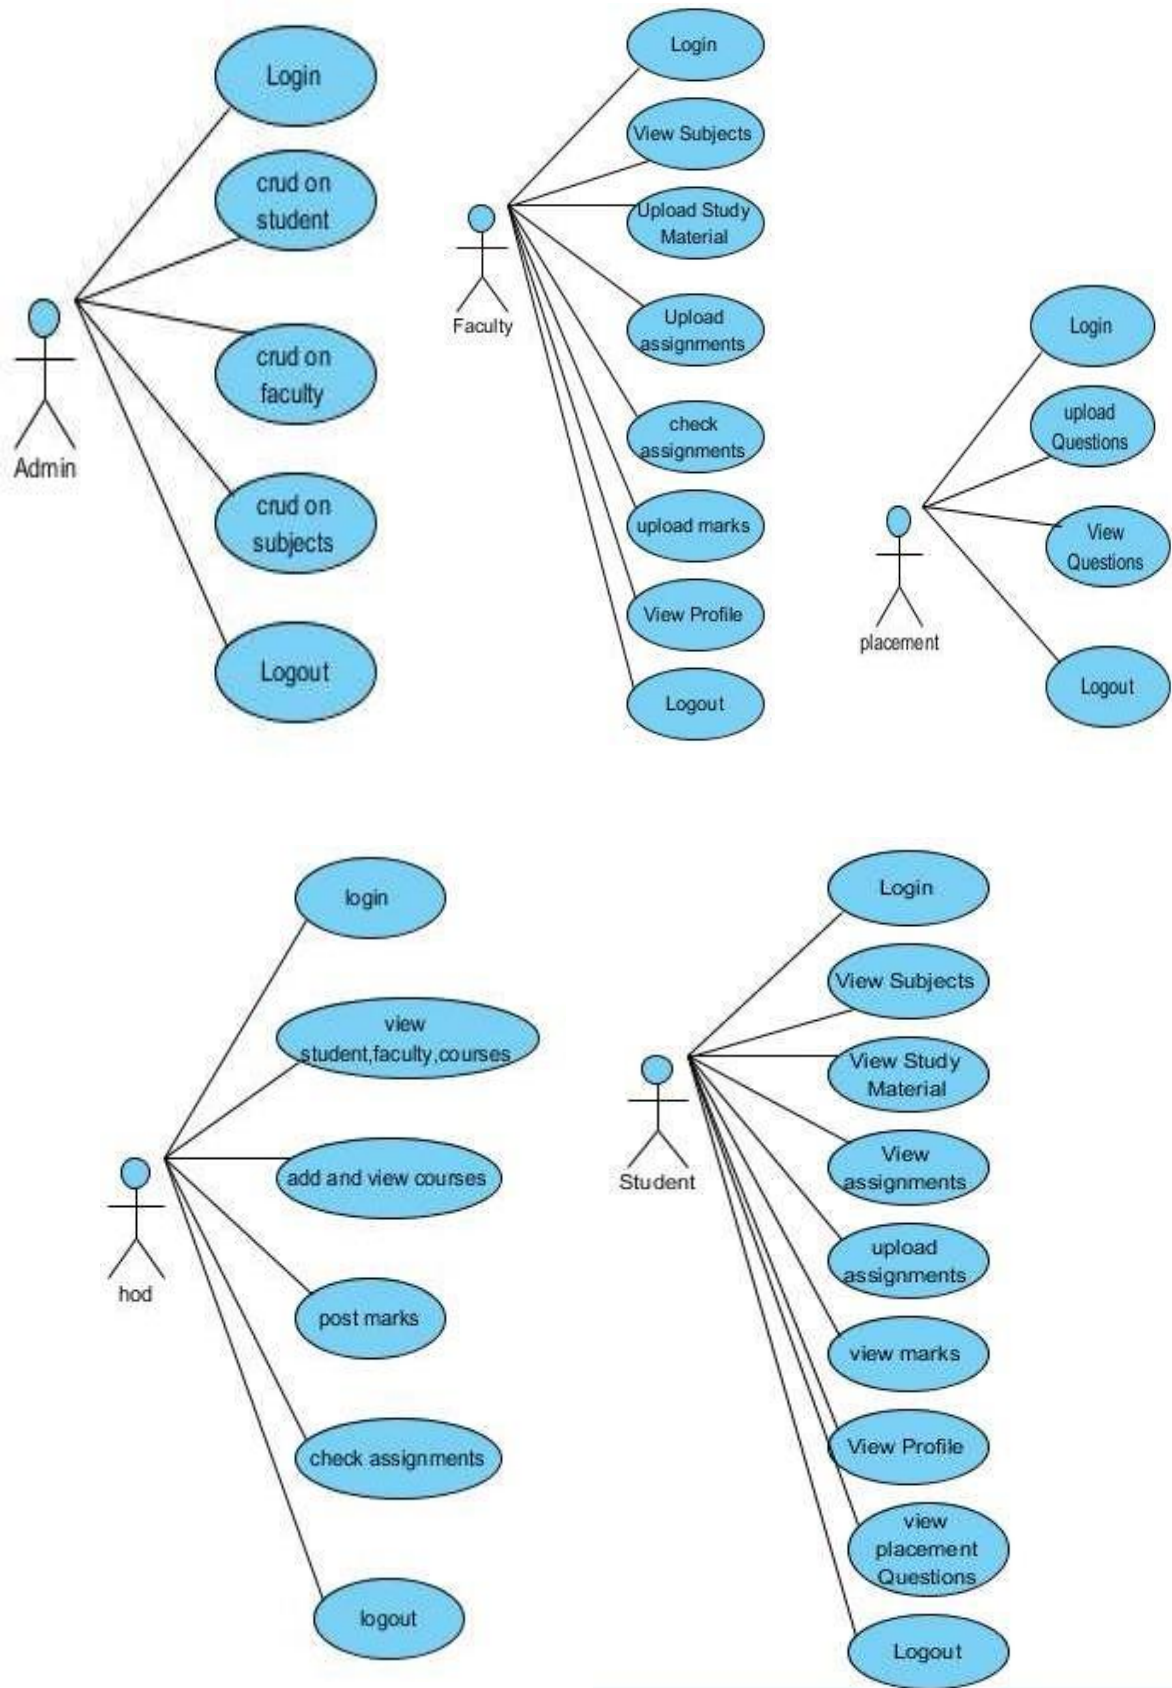 Login
crud on
student
crud on
faculty
crud on
subjects
Logout
Admin
Login
View Subjects
Upload Study
Material
Upload
assignments
check
assignments
upload marks
View Profile
Logout
Faculty
Login
upload
Questions
View
Questions
Logout
placement
login
view
student,faculty,courses
add and view courses
post marks
check assignments
logout
hod
Login
View Subjects
View Study
Material
View
assignments
upload
assignments
view marks
View Profile
view
placement
Questions
Logout
Student